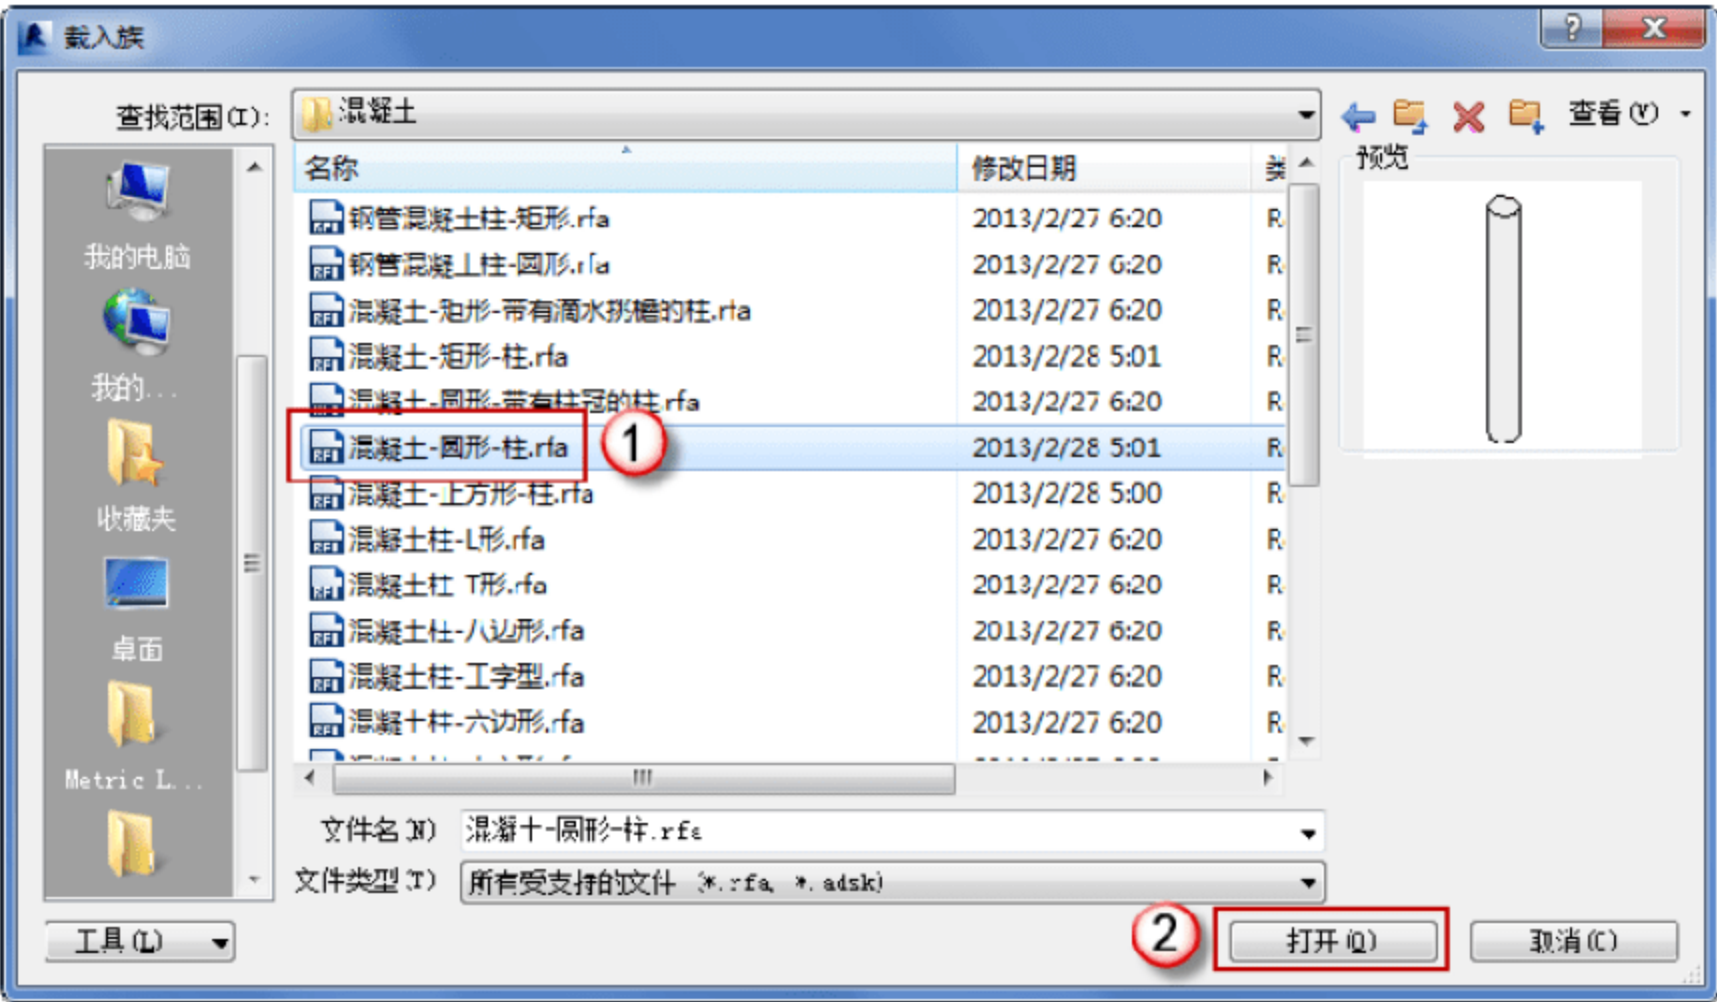 载入族
查找范围(I):
混凝土
查看(V)
名称
修改日期
类
预览
钢管混凝土柱-矩形.rfa 2013/2/27 6:20 R
钢管混凝土柱-圆形.rfa 2013/2/27 6:20 R
混凝土-矩形-带有滴水挑檐的柱.rfa 2013/2/27 6:20 R
混凝土-矩形-柱.rfa 2013/2/28 5:01 R
混凝土-圆形-带有柱冠的柱.rfa 2013/2/27 6:20 R
混凝土-圆形-柱.rfa 2013/2/28 5:01 R
1
混凝土-正方形-柱.rfa 2013/2/28 5:00 R
混凝土柱-L形.rfa 2013/2/27 6:20 R
混凝土柱-T形.rfa 2013/2/27 6:20 R
混凝土柱-八边形.rfa 2013/2/27 6:20 R
混凝土柱-工字型.rfa 2013/2/27 6:20 R
混凝土柱-六边形.rfa 2013/2/27 6:20 R
我的电脑
我的...
收藏夹
桌面
Metric L...
文件名(N) 混凝土-圆形-柱.rfa
文件类型(T) 所有受支持的文件 (*.rfa, *.adsk)
工具(L)
2
打开(O)
取消(C)